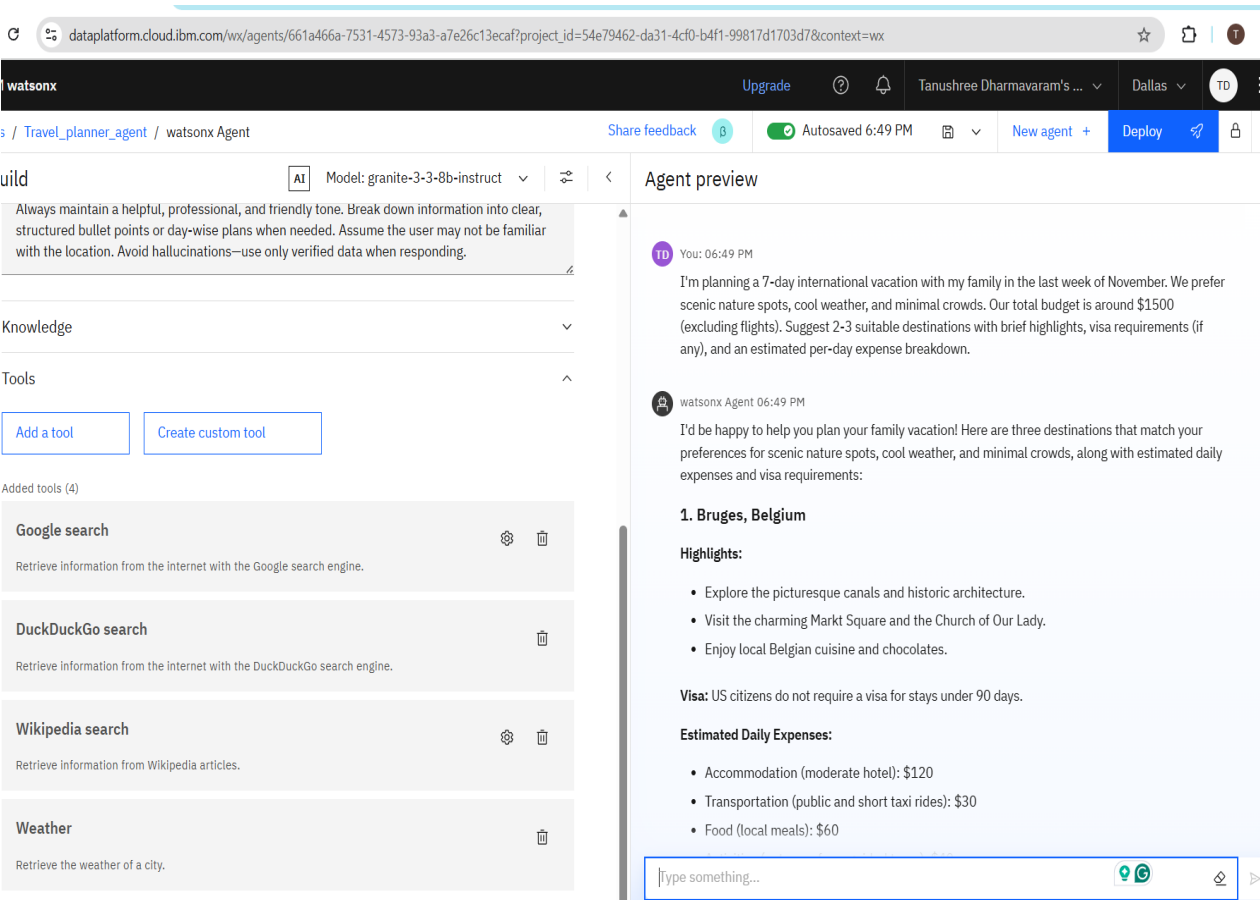 dataplatform.cloud.ibm.com/wx/agents/661a466a-7531-4573-93a3-a7e26c13ecaf?project_id=54e79462-da31-4cf0-b4f1-99817d1703d7&context=wx
T
watsonx
Upgrade
Tanushree Dharmavaram's ...
Dallas
TD
s / Travel_planner_agent / watsonx Agent
Share feedback
β
Autosaved 6:49 PM
New agent +
Deploy
uild
AI
Model: granite-3-3-8b-instruct
Always maintain a helpful, professional, and friendly tone. Break down information into clear,
structured bullet points or day-wise plans when needed. Assume the user may not be familiar
with the location. Avoid hallucinations—use only verified data when responding.
Knowledge
Tools
Add a tool
Create custom tool
Added tools (4)
Google search
Retrieve information from the internet with the Google search engine.
DuckDuckGo search
Retrieve information from the internet with the DuckDuckGo search engine.
Wikipedia search
Retrieve information from Wikipedia articles.
Weather
Retrieve the weather of a city.
Agent preview
TD
You: 06:49 PM
I'm planning a 7-day international vacation with my family in the last week of November. We prefer
scenic nature spots, cool weather, and minimal crowds. Our total budget is around $1500
(excluding flights). Suggest 2-3 suitable destinations with brief highlights, visa requirements (if
any), and an estimated per-day expense breakdown.
watsonx Agent 06:49 PM
I'd be happy to help you plan your family vacation! Here are three destinations that match your
preferences for scenic nature spots, cool weather, and minimal crowds, along with estimated daily
expenses and visa requirements:
1. Bruges, Belgium
Highlights:
• Explore the picturesque canals and historic architecture.
• Visit the charming Markt Square and the Church of Our Lady.
• Enjoy local Belgian cuisine and chocolates.
Visa: US citizens do not require a visa for stays under 90 days.
Estimated Daily Expenses:
• Accommodation (moderate hotel): $120
• Transportation (public and short taxi rides): $30
• Food (local meals): $60
Type something...